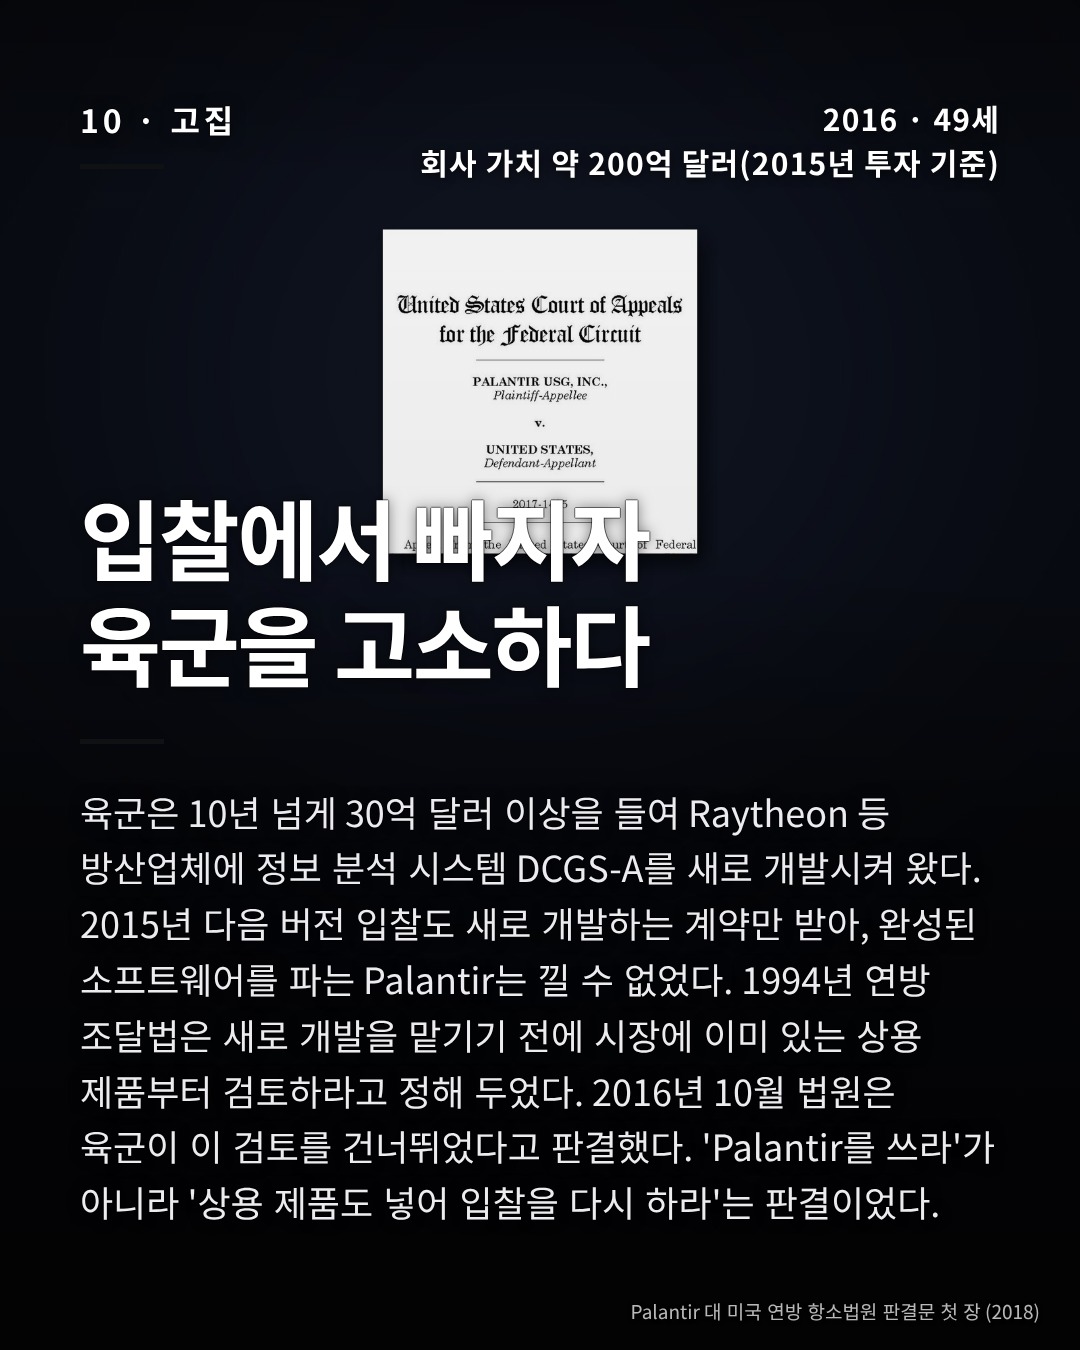 10 · 고집
2016 · 49세
회사 가치 약 200억 달러(2015년 투자 기준)
United States Court of Appeals
for the Federal Circuit
PALANTIR USG, INC.,
Plaintiff-Appellee
v.
UNITED STATES,
Defendant-Appellant
입찰에서 빠지자
육군을 고소하다
육군은 10년 넘게 30억 달러 이상을 들여 Raytheon 등
방산업체에 정보 분석 시스템 DCGS-A를 새로 개발시켜 왔다.
2015년 다음 버전 입찰도 새로 개발하는 계약만 받아, 완성된
소프트웨어를 파는 Palantir는 낄 수 없었다. 1994년 연방
조달법은 새로 개발을 맡기기 전에 시장에 이미 있는 상용
제품부터 검토하라고 정해 두었다. 2016년 10월 법원은
육군이 이 검토를 건너뛰었다고 판결했다. 'Palantir를 쓰라'가
아니라 '상용 제품도 넣어 입찰을 다시 하라'는 판결이었다.
Palantir 대 미국 연방 항소법원 판결문 첫 장 (2018)